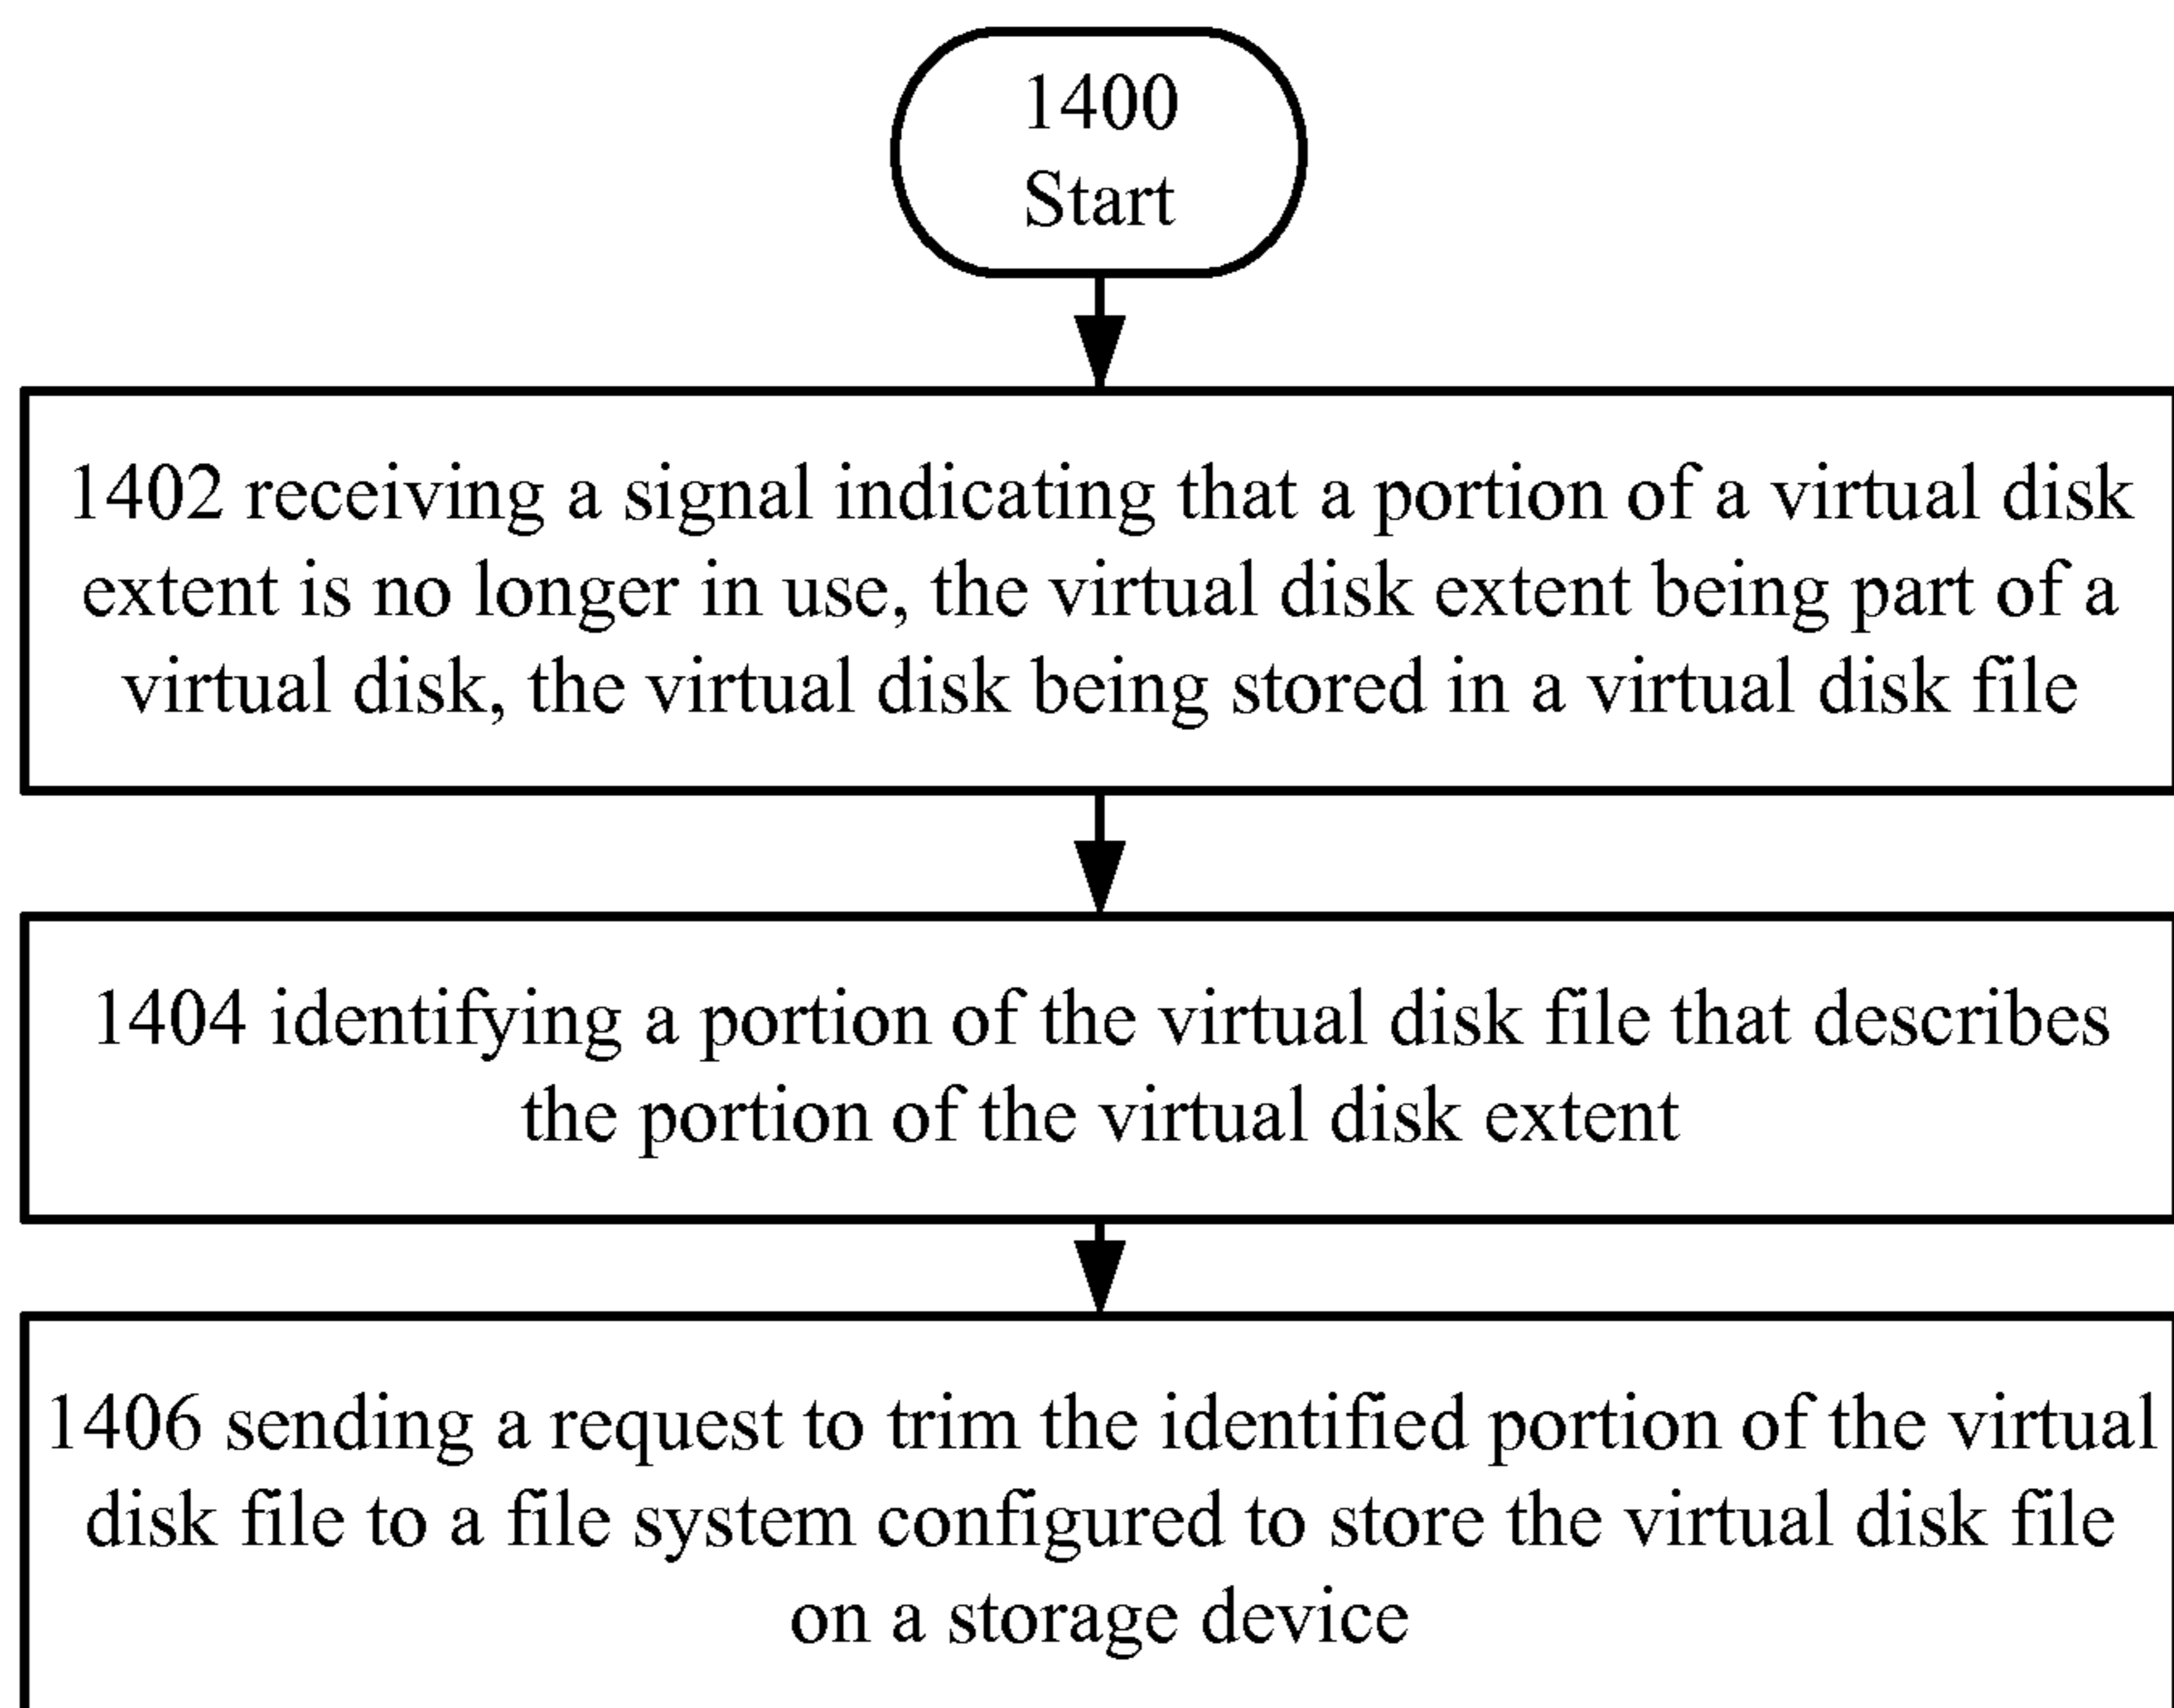 1400
Start
1402 receiving a signal indicating that a portion of a virtual disk
extent is no longer in use, the virtual disk extent being part of a
virtual disk, the virtual disk being stored in a virtual disk file
1404 identifying a portion of the virtual disk file that describes
the portion of the virtual disk extent
1406 sending a request to trim the identified portion of the virtual
disk file to a file system configured to store the virtual disk file
on a storage device